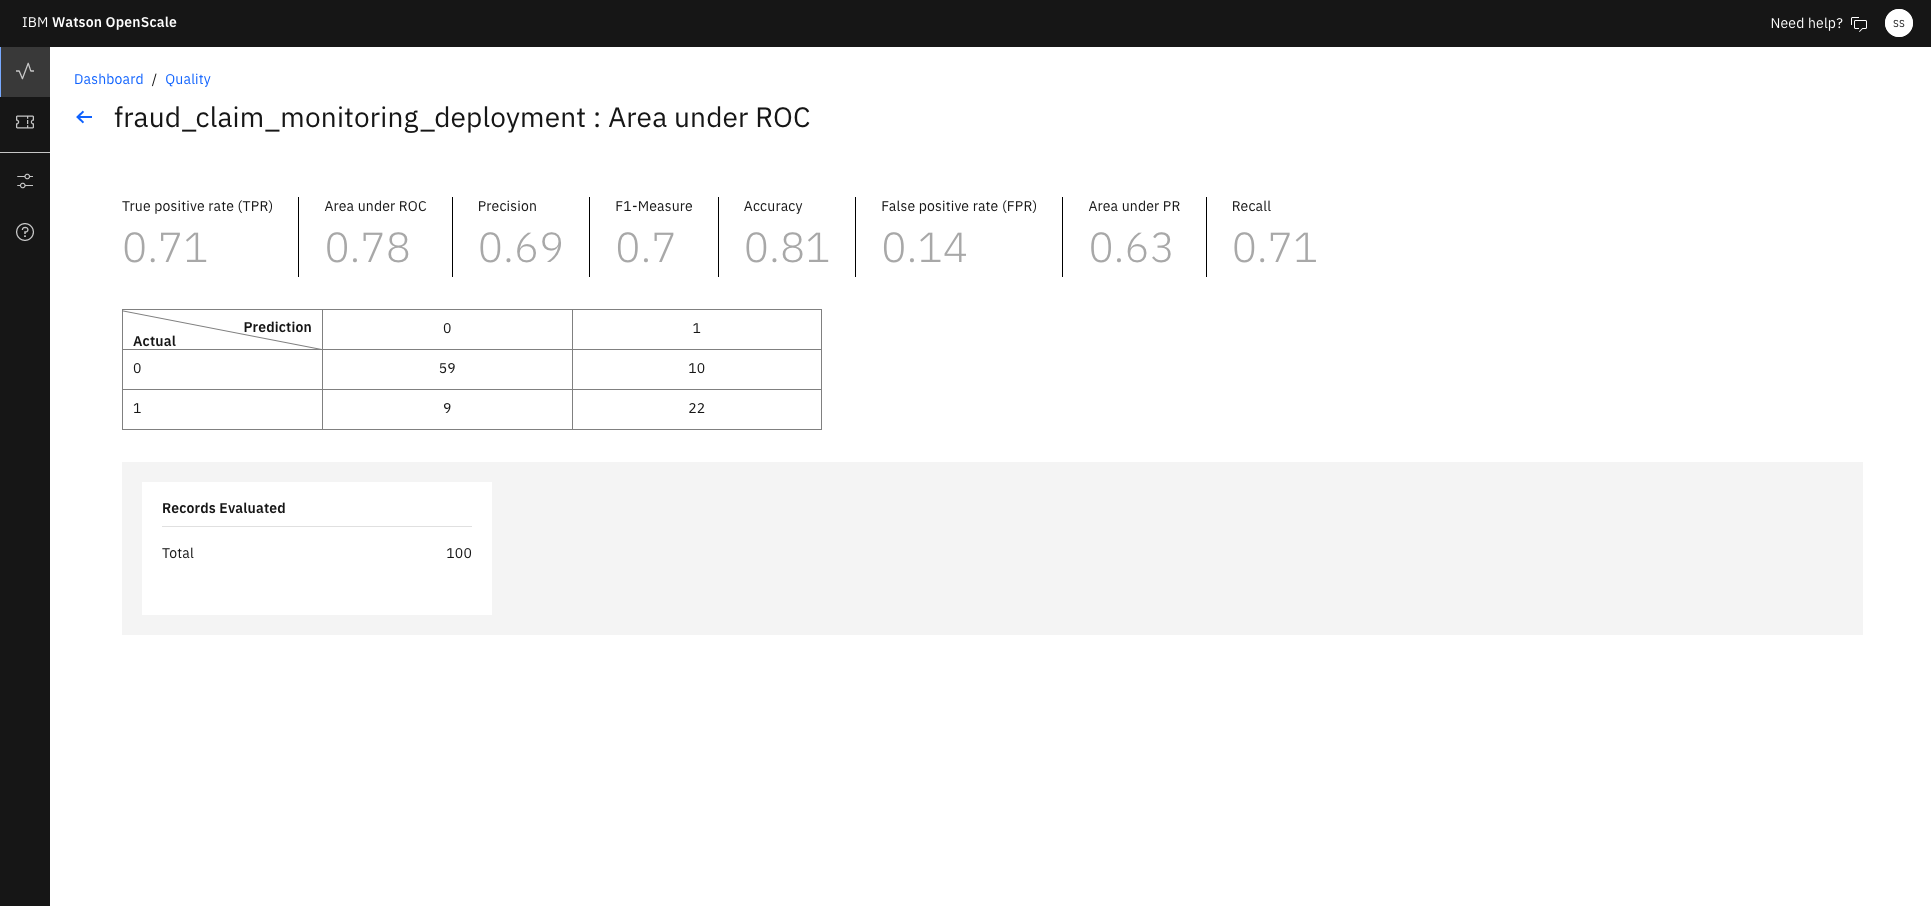 IBM Watson OpenScale
Need help?
SS
Dashboard / Quality
fraud_claim_monitoring_deployment : Area under ROC
True positive rate (TPR) Area under ROC Precision F1-Measure Accuracy False positive rate (FPR) Area under PR Recall
0.71 0.78 0.69 0.7 0.81 0.14 0.63 0.71
Prediction 0 1
Actual
0 59 10
1 9 22
Records Evaluated
Total 100